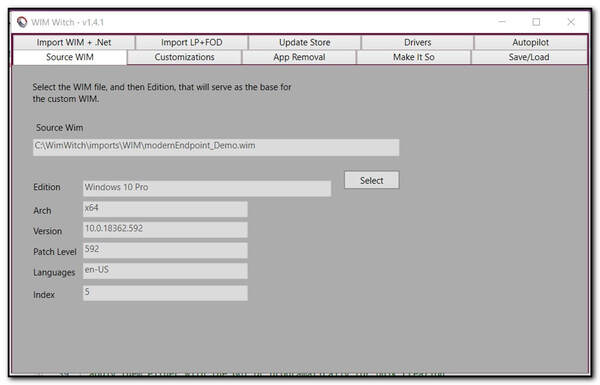 WIM Witch - v1.4.1
Import WIM + .Net Import LP+FOD Update Store Drivers Autopilot
Source WIM Customizations App Removal Make It So Save/Load
Select the WIM file, and then Edition, that will serve as the base for
the custom WIM.
Source Wim
C:\WimWitch\imports\WIM\modernEndpoint_Demo.wim
Select
Edition Windows 10 Pro
Arch x64
Version 10.0.18362.592
Patch Level 592
Languages en-US
Index 5